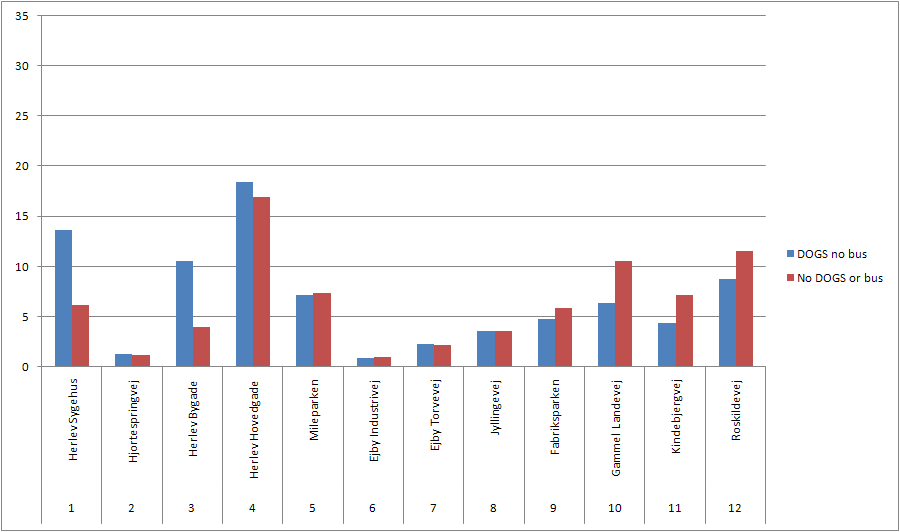 35
30
25
20
15
10
5
0
DOGS no bus
No DOGS or bus
Herlev Sygehus
Hjortespringvej
Herlev Bygade
Herlev Hovedgade
Mileparken
Ejby Industrivej
Ejby Torvevej
Jyllingevej
Fabriksparken
Gammel Landevej
Kindebjergvej
Roskildevej
1 2 3 4 5 6 7 8 9 10 11 12